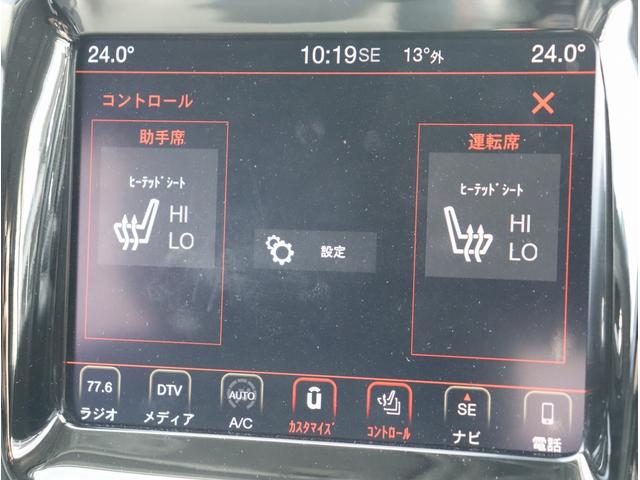 24.0° 10:19SE 13°外 24.0°
コントロール
助手席 運転席
ﾋｰﾃｯﾄﾞｼｰﾄ ﾋｰﾃｯﾄﾞｼｰﾄ
HI HI
LO LO
設定
77.6 DTV AUTO SE
ラジオ メディア A/C ｶｽﾀﾏｲｽﾞ ｺﾝﾄﾛｰﾙ ナビ 電話